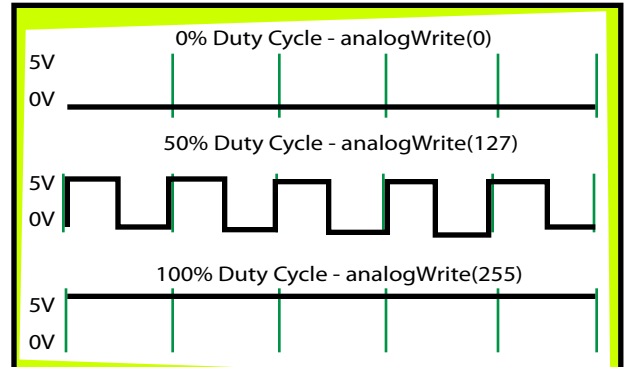 0% Duty Cycle - analogWrite(0)
5V
0V
50% Duty Cycle - analogWrite(127)
5V
0V
100% Duty Cycle - analogWrite(255)
5V
0V